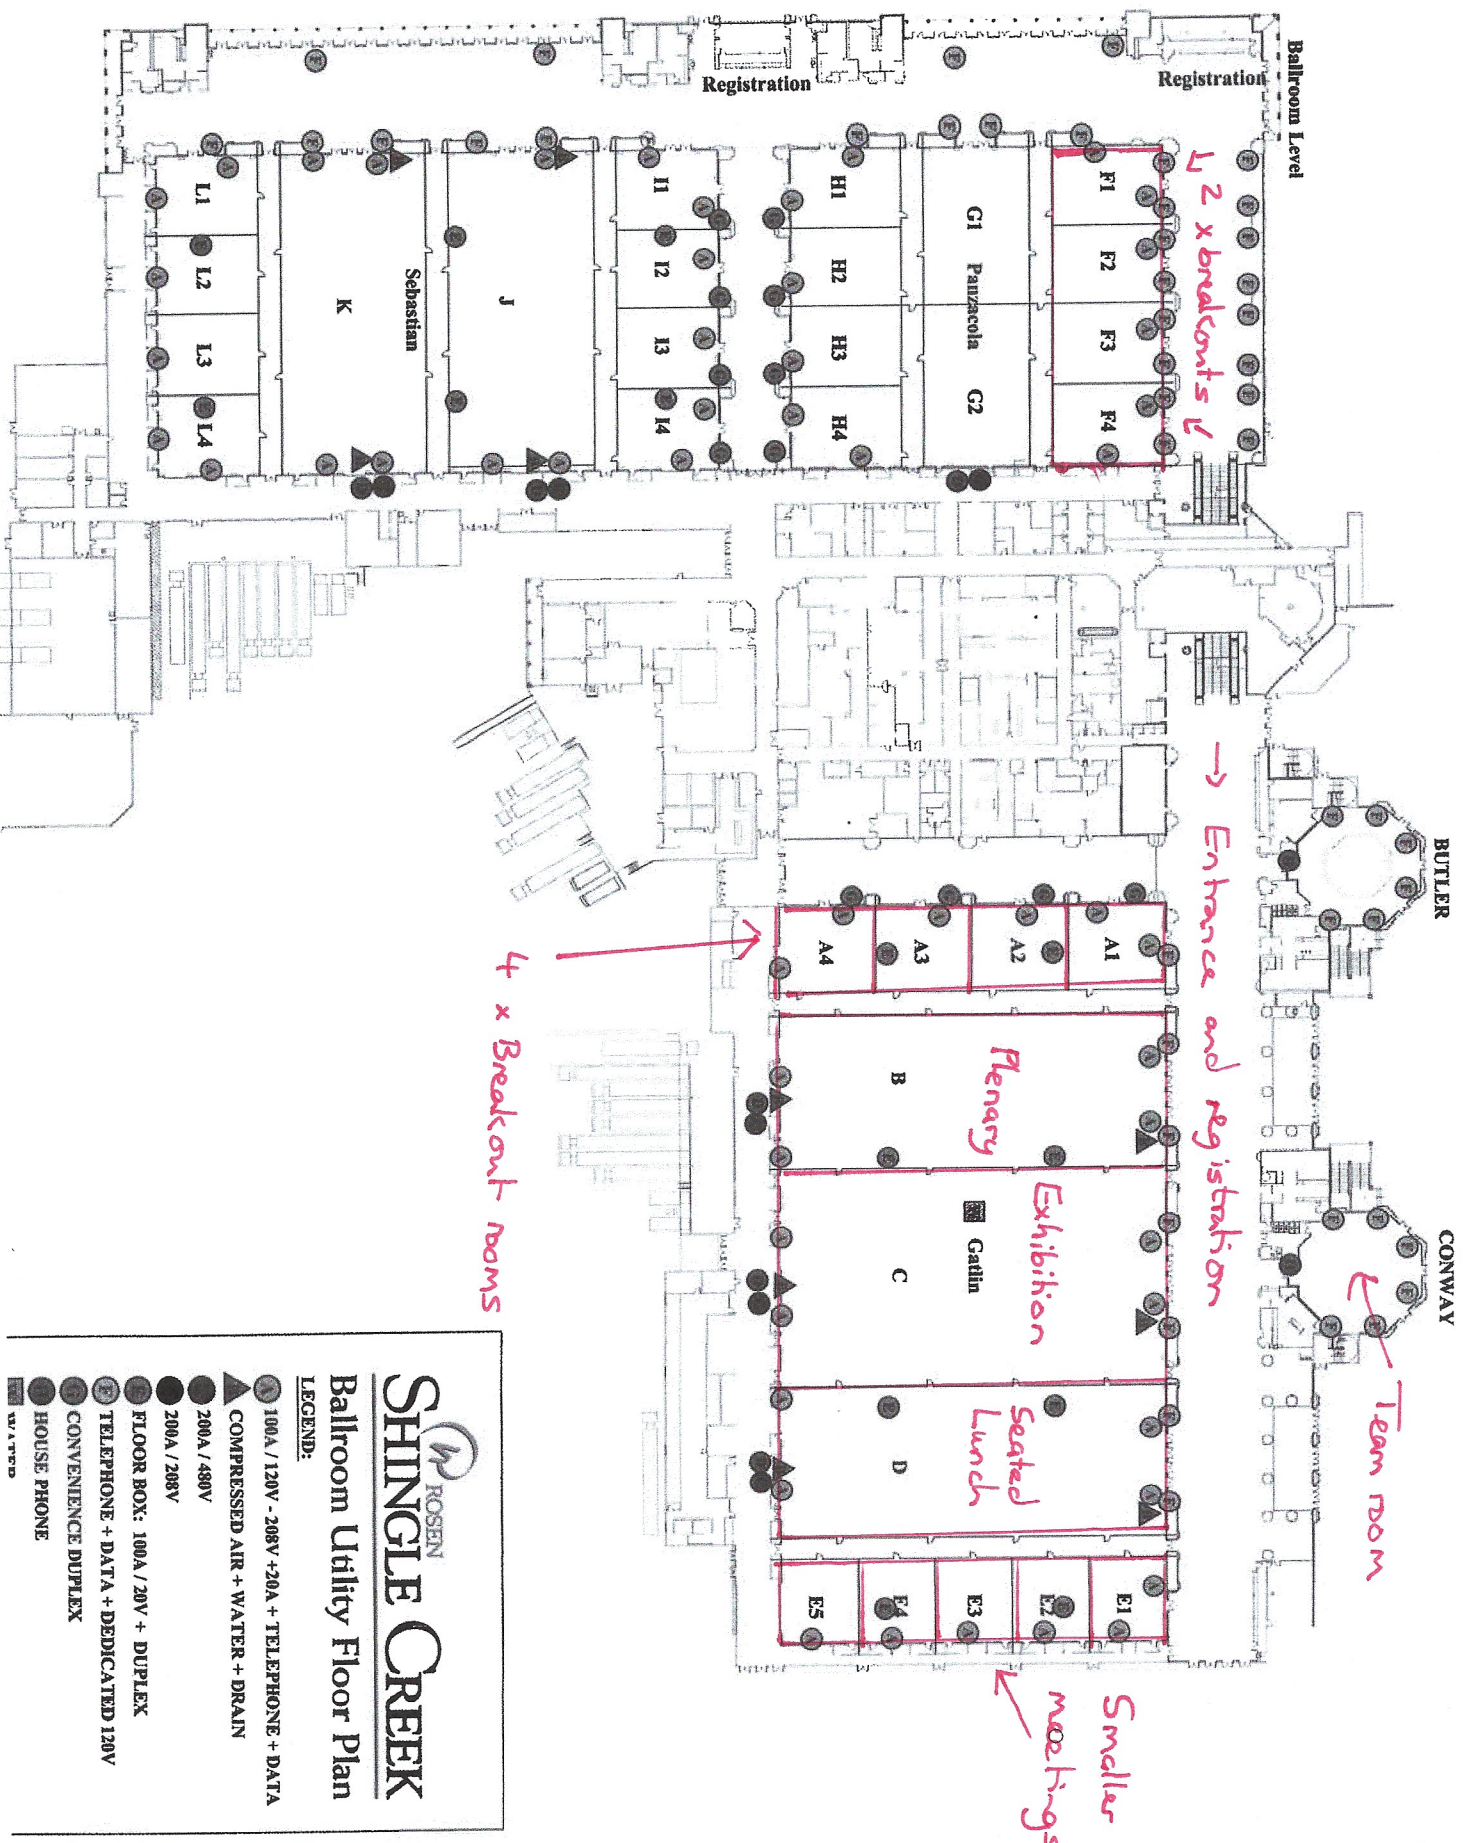 Ballroom Level
Registration
Registration
↳ 2 x breakouts ↲
F1
F2
F3
F4
G1
Panzacola
G2
H1
H2
H3
H4
I1
I2
I3
I4
J
Sebastian
K
L1
L2
L3
L4
BUTLER
CONWAY
→ Entrance and registration
Team room
A1
A2
A3
A4
4 x Breakout rooms
Plenary
B
Exhibition
Gatlin
C
Seated
Lunch
D
E1
E2
E3
E4
E5
Smaller
meetings
ROSEN
SHINGLE CREEK
Ballroom Utility Floor Plan
LEGEND:
A 100A / 120V - 208V +20A + TELEPHONE + DATA
COMPRESSED AIR + WATER + DRAIN
200A / 480V
200A / 208V
E FLOOR BOX: 100A / 20V + DUPLEX
F TELEPHONE + DATA + DEDICATED 120V
G CONVENIENCE DUPLEX
HOUSE PHONE
WATER